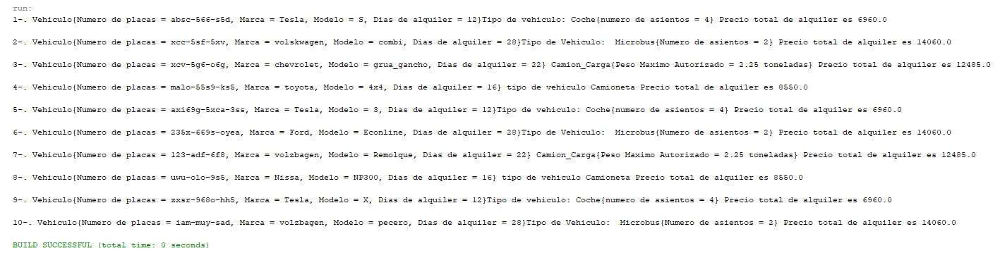 run:
1-. Vehiculo{Numero de placas = absc-566-s5d, Marca = Tesla, Modelo = S, Dias de alquiler = 12}Tipo de vehiculo: Coche{numero de asientos = 4} Precio total de alquiler es 6960.0
2-. Vehiculo{Numero de placas = xcc-5sf-5xv, Marca = volskwagen, Modelo = combi, Dias de alquiler = 28}Tipo de Vehiculo:  Microbus{Numero de asientos = 2} Precio total de alquiler es 14060.0
3-. Vehiculo{Numero de placas = xcv-5g6-o6g, Marca = chevrolet, Modelo = grua_gancho, Dias de alquiler = 22} Camion_Carga{Peso Maximo Autorizado = 2.25 toneladas} Precio total de alquiler es 12485.0
4-. Vehiculo{Numero de placas = malo-55s9-ks5, Marca = toyota, Modelo = 4x4, Dias de alquiler = 16} tipo de vehiculo Camioneta Precio total de alquiler es 8550.0
5-. Vehiculo{Numero de placas = axi69g-5xca-3ss, Marca = Tesla, Modelo = 3, Dias de alquiler = 12}Tipo de vehiculo: Coche{numero de asientos = 4} Precio total de alquiler es 6960.0
6-. Vehiculo{Numero de placas = 235x-669s-oyea, Marca = Ford, Modelo = Econline, Dias de alquiler = 28}Tipo de Vehiculo:  Microbus{Numero de asientos = 2} Precio total de alquiler es 14060.0
7-. Vehiculo{Numero de placas = 123-adf-6f8, Marca = volzbagen, Modelo = Remolque, Dias de alquiler = 22} Camion_Carga{Peso Maximo Autorizado = 2.25 toneladas} Precio total de alquiler es 12485.0
8-. Vehiculo{Numero de placas = uwu-olo-9s5, Marca = Nissa, Modelo = NP300, Dias de alquiler = 16} tipo de vehiculo Camioneta Precio total de alquiler es 8550.0
9-. Vehiculo{Numero de placas = zxsr-968o-hh5, Marca = Tesla, Modelo = X, Dias de alquiler = 12}Tipo de vehiculo: Coche{numero de asientos = 4} Precio total de alquiler es 6960.0
10-. Vehiculo{Numero de placas = iam-muy-sad, Marca = volzbagen, Modelo = pecero, Dias de alquiler = 28}Tipo de Vehiculo:  Microbus{Numero de asientos = 2} Precio total de alquiler es 14060.0
BUILD SUCCESSFUL (total time: 0 seconds)